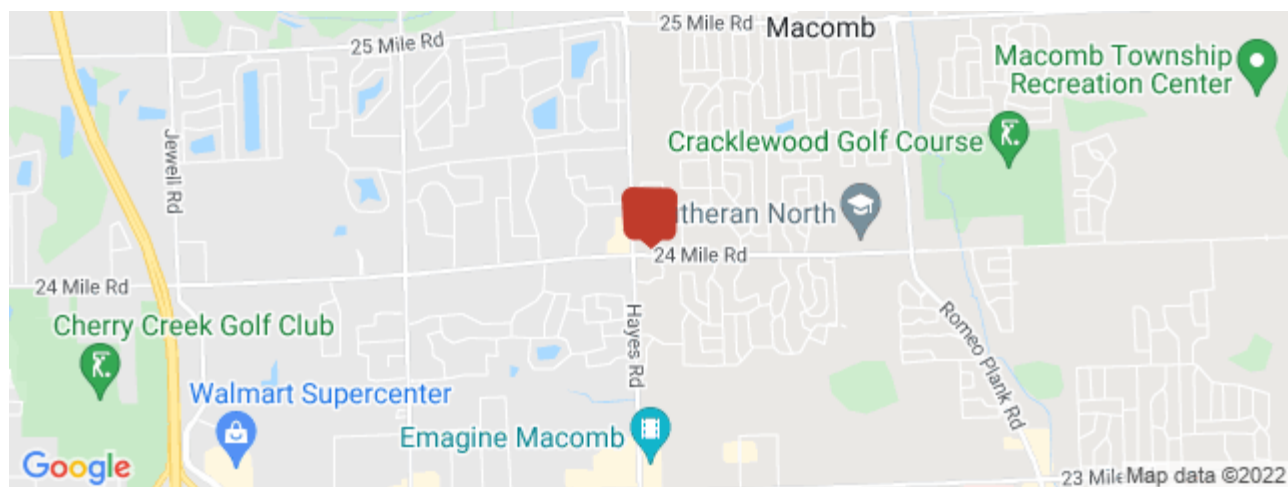 25 Mile Rd
Macomb
25 Mile Rd
Macomb Township
Recreation Center
Jewell Rd
Cracklewood Golf Course
utheran North
24 Mile Rd
24 Mile Rd
Cherry Creek Golf Club
Hayes Rd
Romeo Plank Rd
Walmart Supercenter
Emagine Macomb
Google
23 Mile
Map data ©2022